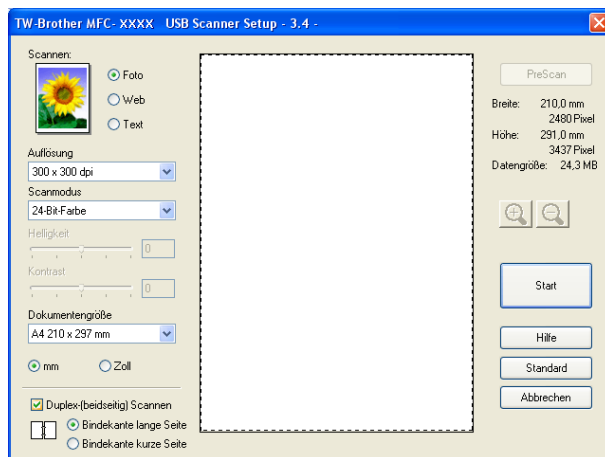 TW-Brother MFC- XXXX USB Scanner Setup - 3.4 -
Scannen:
Foto
Web
Text
Auflösung
300 x 300 dpi
Scanmodus
24-Bit-Farbe
Helligkeit
0
Kontrast
0
Dokumentengröße
A4 210 x 297 mm
mm
Zoll
Duplex-(beidseitig) Scannen
Bindekante lange Seite
Bindekante kurze Seite
PreScan
Breite: 210,0 mm
2480 Pixel
Höhe: 291,0 mm
3437 Pixel
Datengröße: 24,3 MB
Start
Hilfe
Standard
Abbrechen